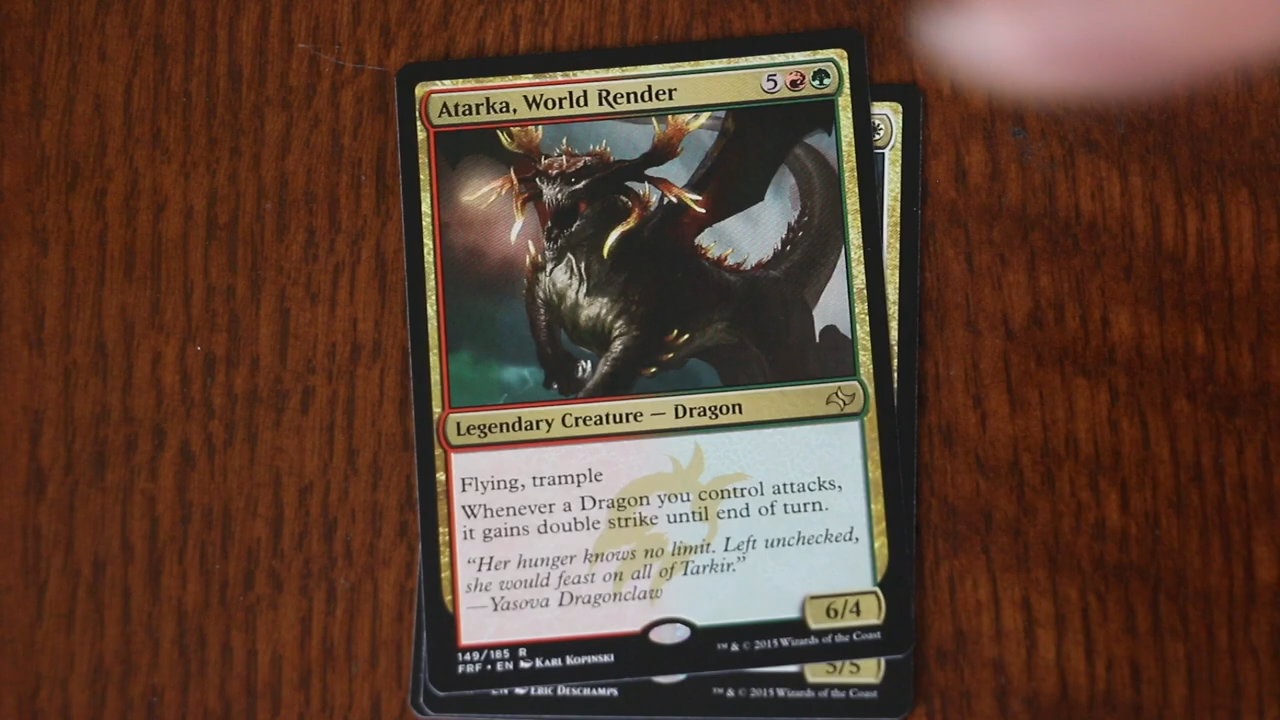 Atarka, World Render 5
Legendary Creature — Dragon
Flying, trample
Whenever a Dragon you control attacks,
it gains double strike until end of turn.
“Her hunger knows no limit. Left unchecked,
she would feast on all of Tarkir.”
—Yasova Dragonclaw
6/4
149/185 R
FRF • EN Karl Kopinski
™ & © 2015 Wizards of the Coast
5/5
EN Eric Deschamps
™ & © 2015 Wizards of the Coast